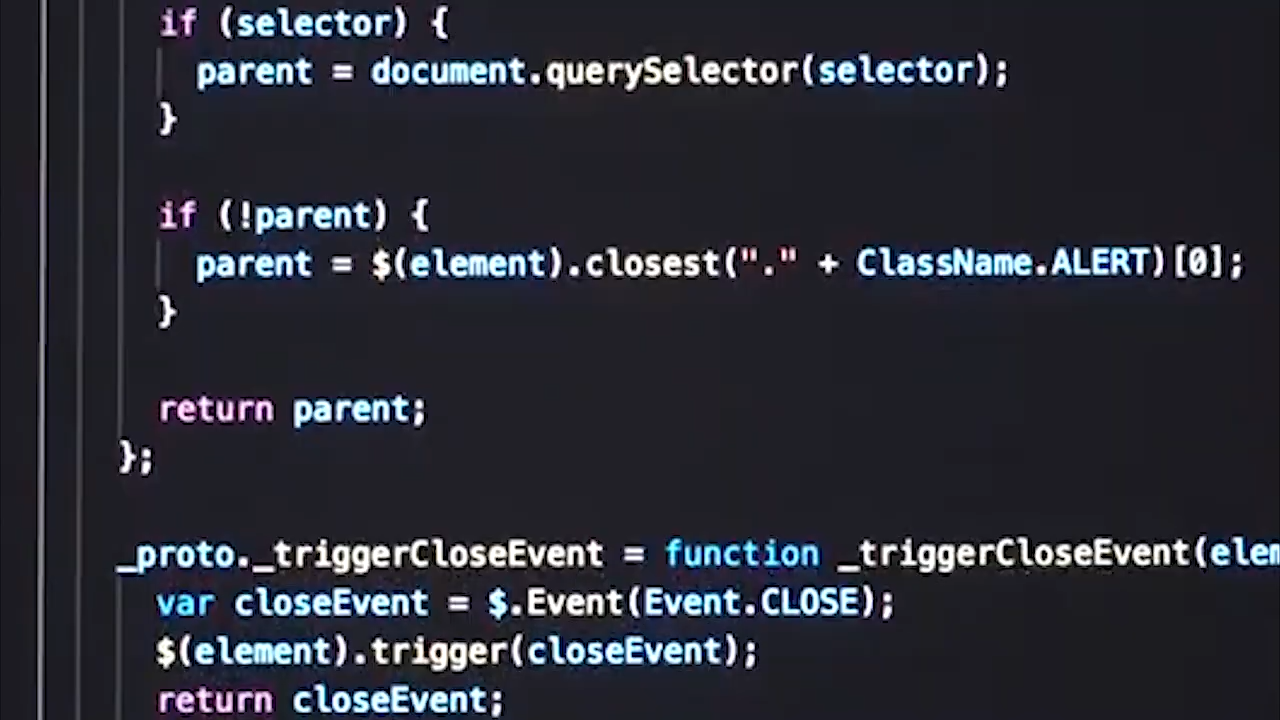 if (selector) {
parent = document.querySelector(selector);
}
if (!parent) {
parent = $(element).closest("." + ClassName.ALERT)[0];
}
return parent;
};
_proto._triggerCloseEvent = function _triggerCloseEvent(elem
var closeEvent = $.Event(Event.CLOSE);
$(element).trigger(closeEvent);
return closeEvent;